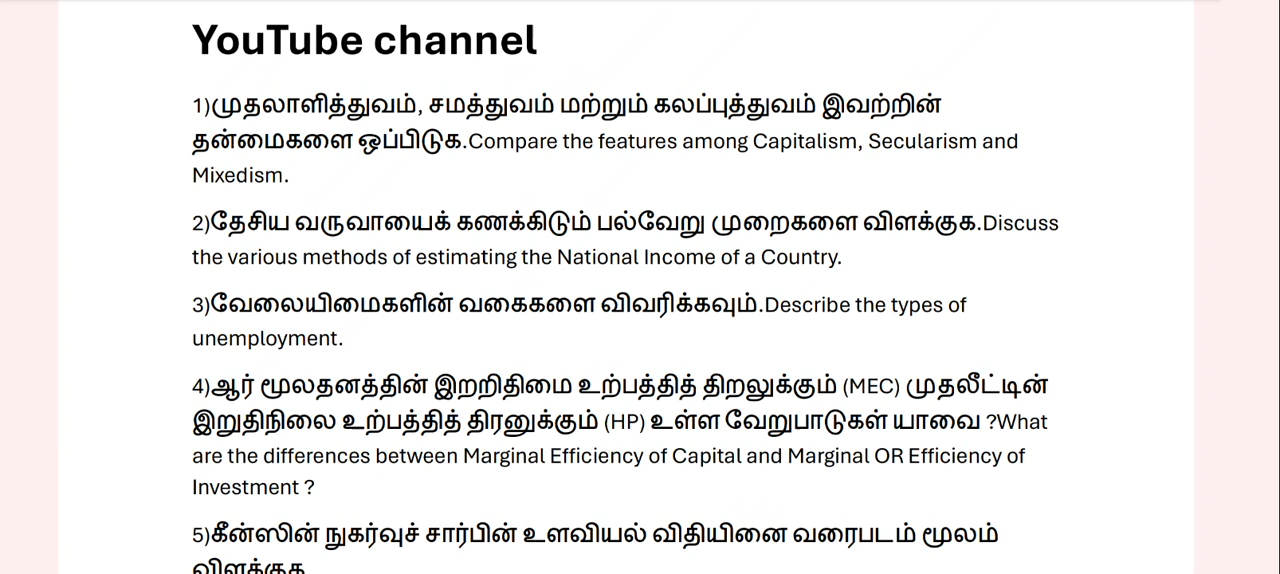 YouTube channel
1)முதலாளித்துவம், சமத்துவம் மற்றும் கலப்புத்துவம் இவற்றின்
தன்மைகளை ஒப்பிடுக.Compare the features among Capitalism, Secularism and
Mixedism.
2)தேசிய வருவாயைக் கணக்கிடும் பல்வேறு முறைகளை விளக்குக.Discuss
the various methods of estimating the National Income of a Country.
3)வேலையிமைகளின் வகைகளை விவரிக்கவும்.Describe the types of
unemployment.
4)ஆர் மூலதனத்தின் இறறிதிமை உற்பத்தித் திறலுக்கும் (MEC) முதலீட்டின்
இறுதிநிலை உற்பத்தித் திரனுக்கும் (HP) உள்ள வேறுபாடுகள் யாவை ?What
are the differences between Marginal Efficiency of Capital and Marginal OR Efficiency of
Investment ?
5)கீன்ஸின் நுகர்வுச் சார்பின் உளவியல் விதியினை வரைபடம் மூலம்
விளக்குக